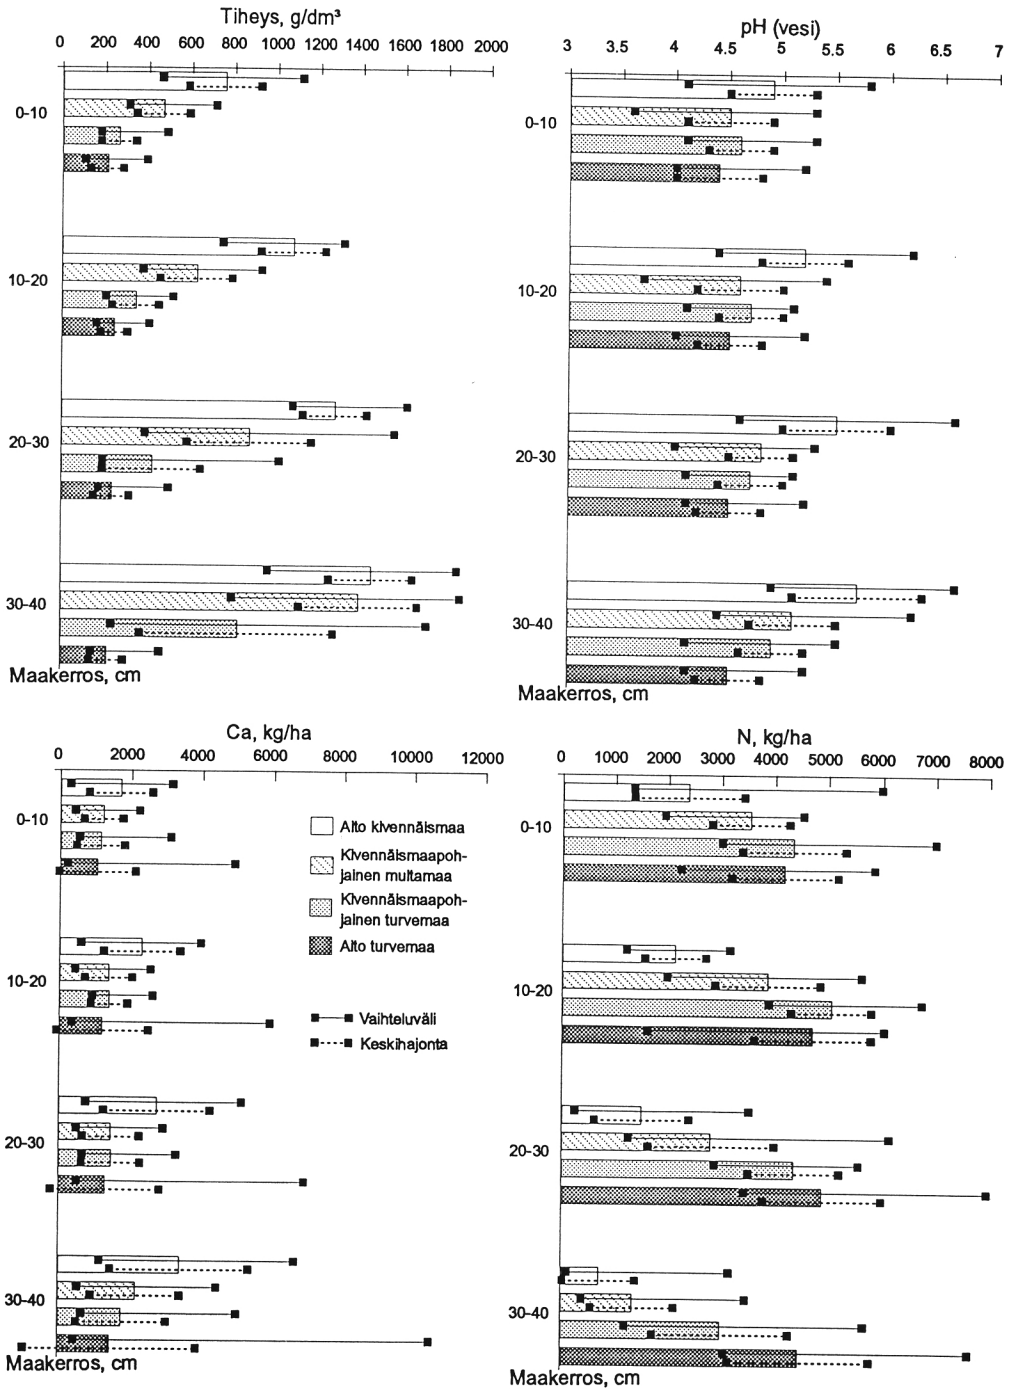 Tiheys, g/dm³
0 200 400 600 800 1000 1200 1400 1600 1800 2000
0-10
10-20
20-30
30-40
Maakerros, cm
pH (vesi)
3 3.5 4 4.5 5 5.5 6 6.5 7
0-10
10-20
20-30
30-40
Maakerros, cm
Ca, kg/ha
0 2000 4000 6000 8000 10000 12000
0-10
10-20
20-30
30-40
Maakerros, cm
Aito kivennäismaa
Kivennäismaapoh-
jainen multamaa
Kivennäismaapoh-
jainen turvemaa
Aito turvemaa
Vaihteluväli
Keskihajonta
N, kg/ha
0 1000 2000 3000 4000 5000 6000 7000 8000
0-10
10-20
20-30
30-40
Maakerros, cm